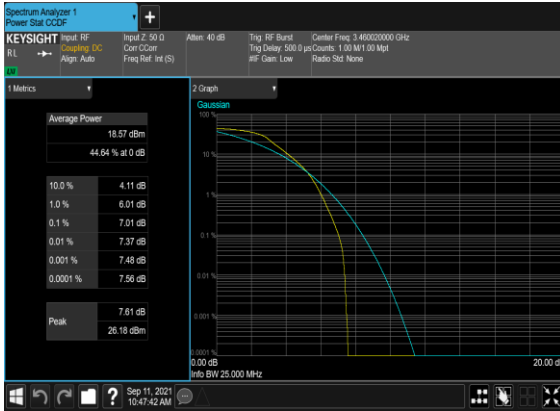 Spectrum Analyzer 1
Power Stat CCDF
+
KEYSIGHT
RL
Input: RF
Coupling: DC
Align: Auto
Input Z: 50 Ω
Corr CCorr
Freq Ref: Int (S)
Atten: 40 dB
Trig: RF Burst
Trig Delay: 500.0 µs
#IF Gain: Low
Center Freq: 3.460020000 GHz
Counts: 1.00 M/1.00 Mpt
Radio Std: None
1 Metrics
Average Power
18.57 dBm
44.64 % at 0 dB
10.0 % 4.11 dB
1.0 % 6.01 dB
0.1 % 7.01 dB
0.01 % 7.37 dB
0.001 % 7.48 dB
0.0001 % 7.56 dB
Peak
7.61 dB
26.18 dBm
2 Graph
Gaussian
100 %
10 %
1 %
0.1 %
0.01 %
0.001 %
0.0001 %
0.00 dB
20.00 d
Info BW 25.000 MHz
?
Sep 11, 2021
10:47:42 AM